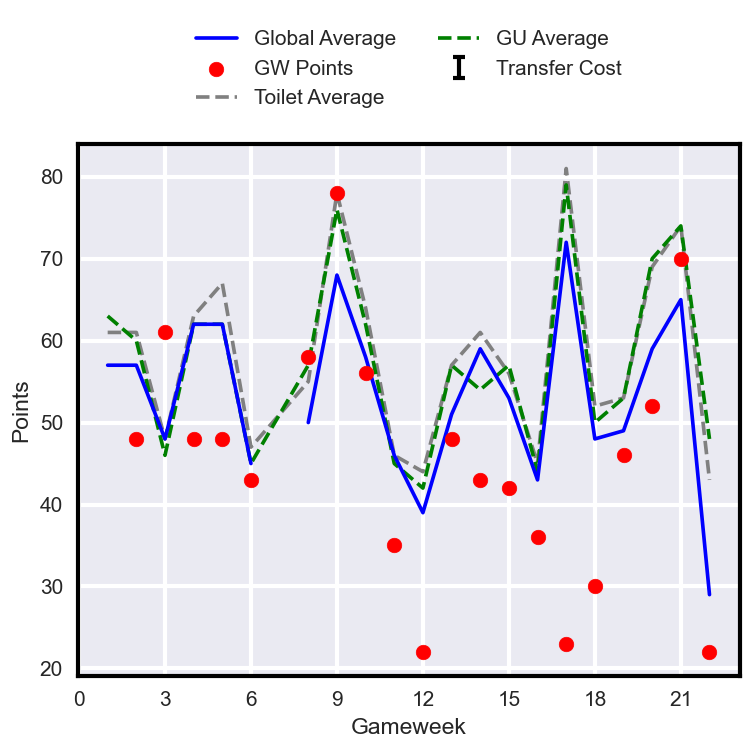 Global Average
GW Points
Toilet Average
GU Average
Transfer Cost
Points
80
70
60
50
40
30
20
0 3 6 9 12 15 18 21
Gameweek